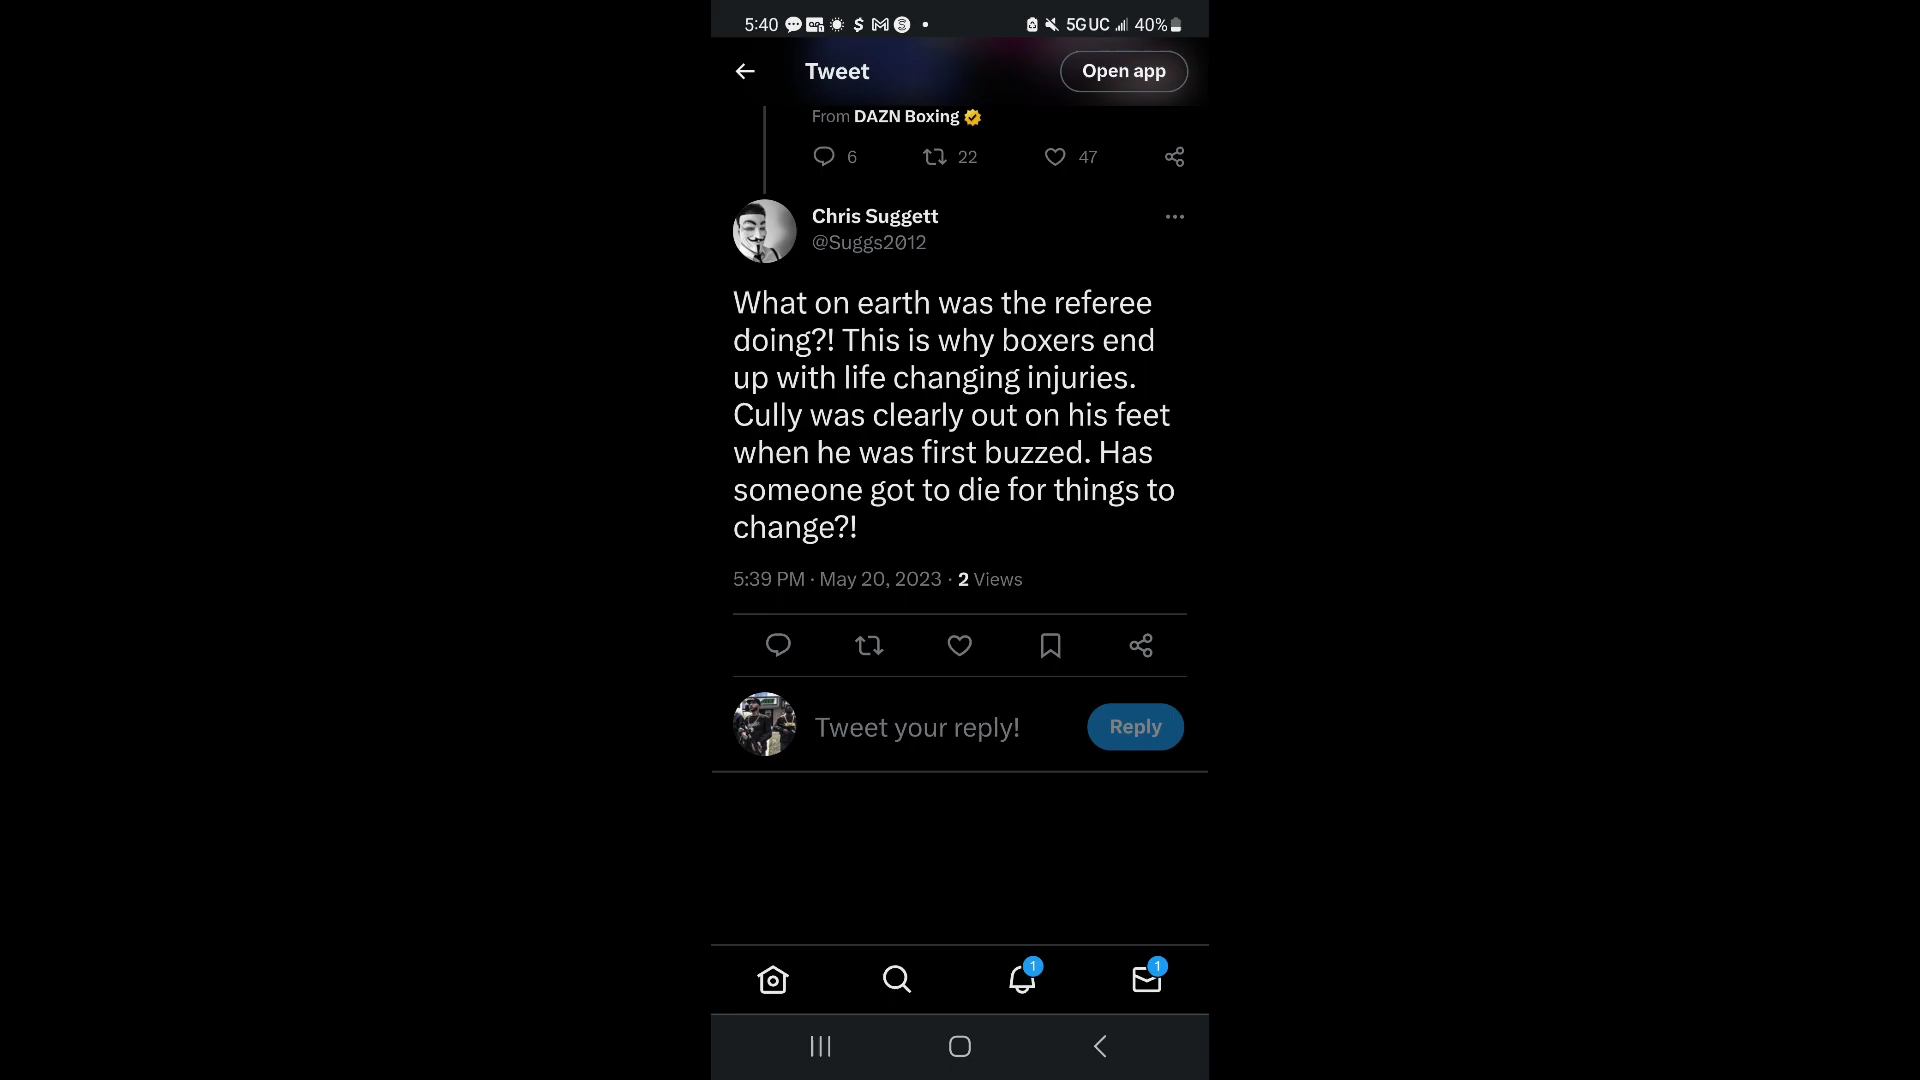 5:40 $ 5GUC 40%
Tweet Open app
From DAZN Boxing
6 22 47
Chris Suggett
@Suggs2012
What on earth was the referee
doing?! This is why boxers end
up with life changing injuries.
Cully was clearly out on his feet
when he was first buzzed. Has
someone got to die for things to
change?!
5:39 PM · May 20, 2023 · 2 Views
Tweet your reply! Reply
1 1